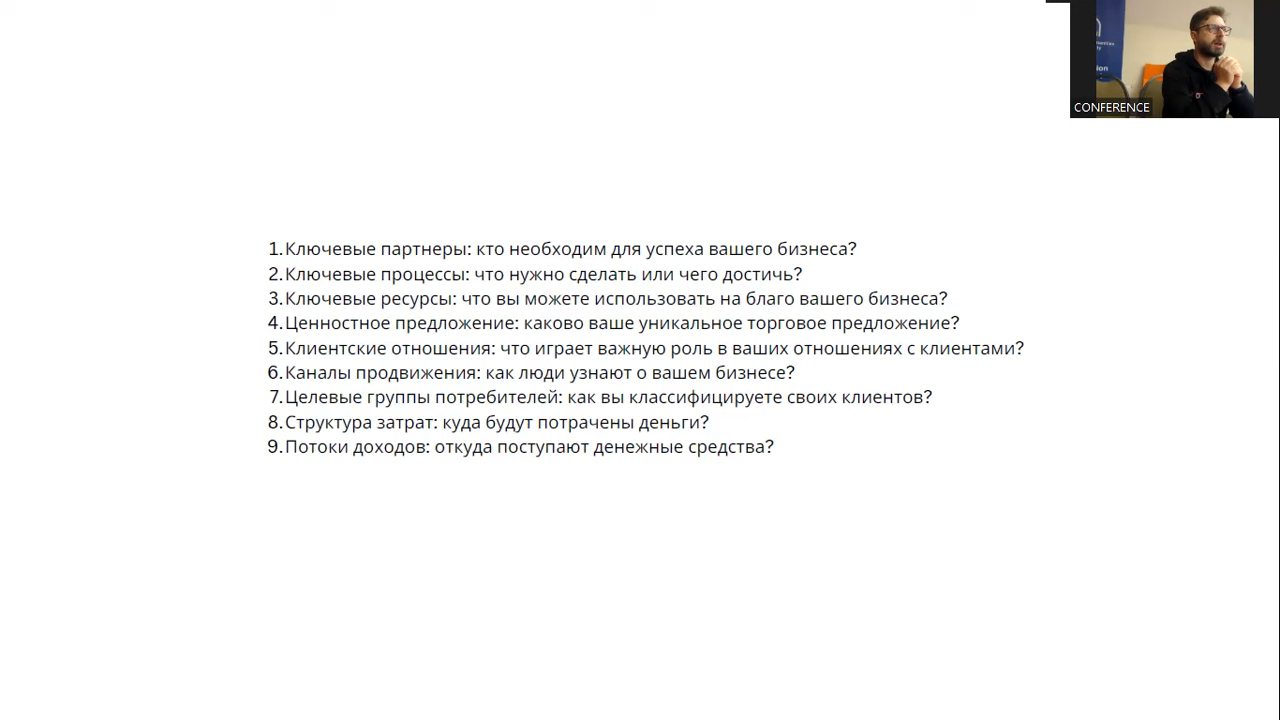 CONFERENCE
1. Ключевые партнеры: кто необходим для успеха вашего бизнеса?
2. Ключевые процессы: что нужно сделать или чего достичь?
3. Ключевые ресурсы: что вы можете использовать на благо вашего бизнеса?
4. Ценностное предложение: каково ваше уникальное торговое предложение?
5. Клиентские отношения: что играет важную роль в ваших отношениях с клиентами?
6. Каналы продвижения: как люди узнают о вашем бизнесе?
7. Целевые группы потребителей: как вы классифицируете своих клиентов?
8. Структура затрат: куда будут потрачены деньги?
9. Потоки доходов: откуда поступают денежные средства?